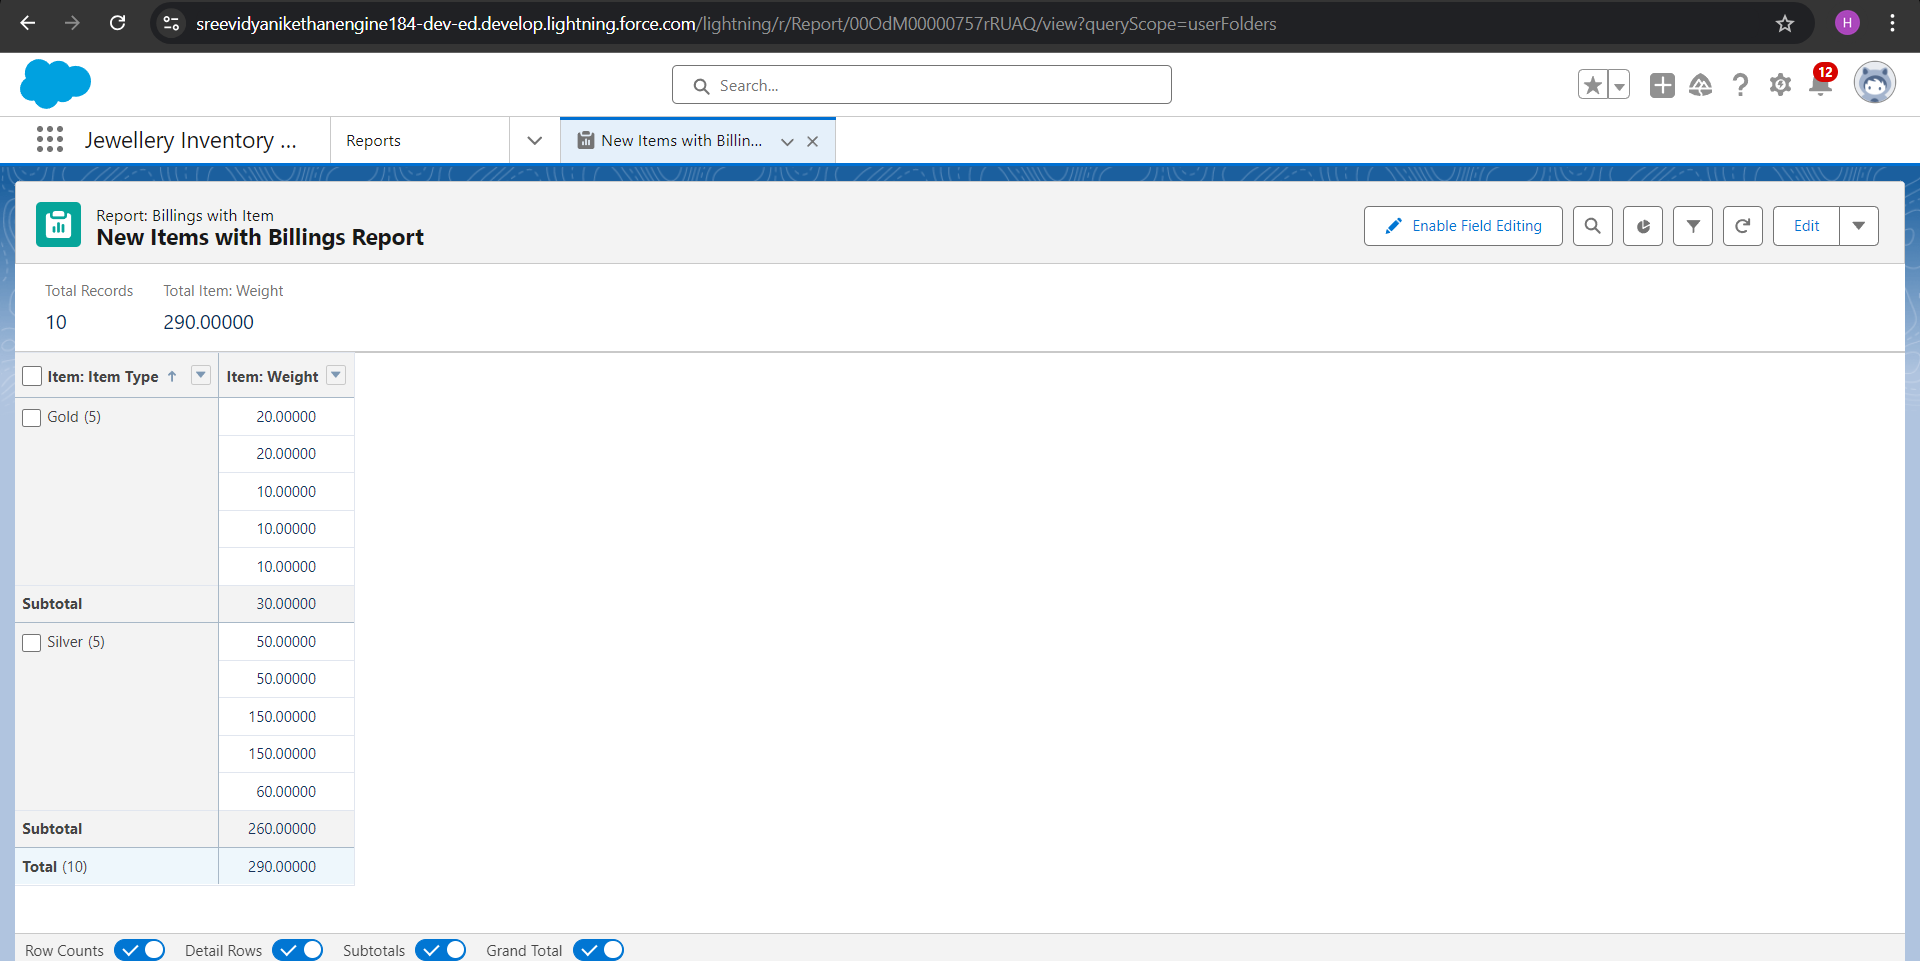 sreevidyanikethanengine184-dev-ed.develop.lightning.force.com/lightning/r/Report/00OdM00000757rRUAQ/view?queryScope=userFolders
H
Search...
12
Jewellery Inventory ...
Reports
New Items with Billin...
Report: Billings with Item
New Items with Billings Report
Enable Field Editing
Edit
Total Records
Total Item: Weight
10
290.00000
Item: Item Type ↑
Item: Weight
Gold (5)
20.00000
20.00000
10.00000
10.00000
10.00000
Subtotal
30.00000
Silver (5)
50.00000
50.00000
150.00000
150.00000
60.00000
Subtotal
260.00000
Total (10)
290.00000
Row Counts
Detail Rows
Subtotals
Grand Total